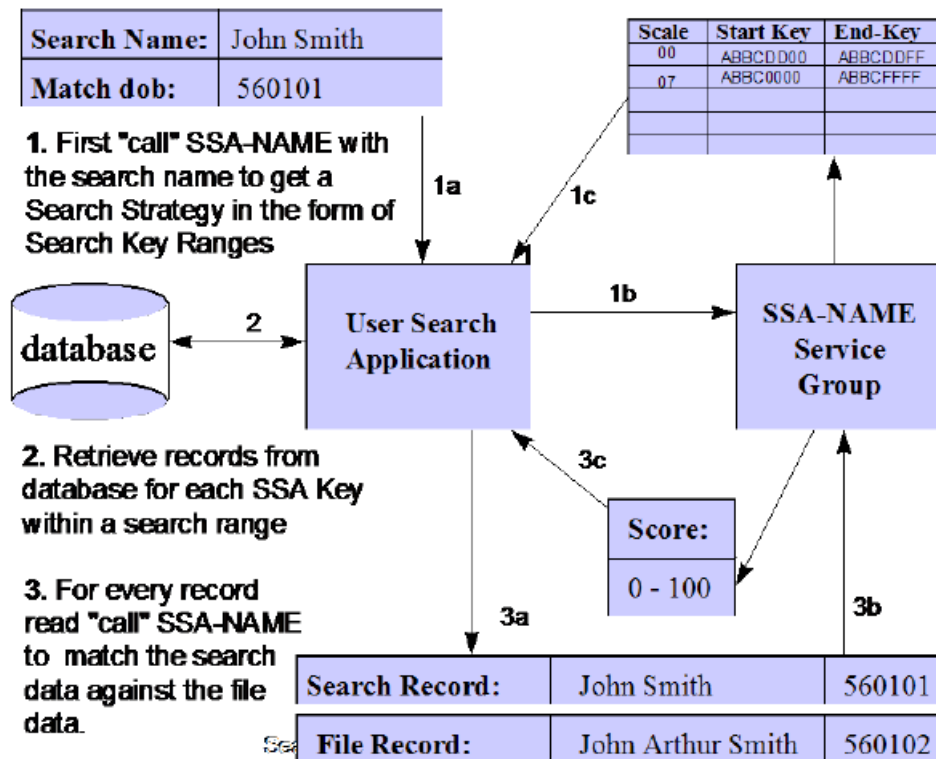 Search Name: John Smith
Match dob: 560101
Scale Start Key End-Key
00 ABBCDD00 ABBCDDFF
07 ABBC0000 ABBCFFFF
1. First "call" SSA-NAME with
the search name to get a
Search Strategy in the form of
Search Key Ranges
1a
1c
1b
2
database
User Search
Application
SSA-NAME
Service
Group
2. Retrieve records from
database for each SSA Key
within a search range
3c
Score:
0 - 100
3. For every record
read "call" SSA-NAME
to match the search
data against the file
data.
3a
3b
Search Record: John Smith 560101
File Record: John Arthur Smith 560102